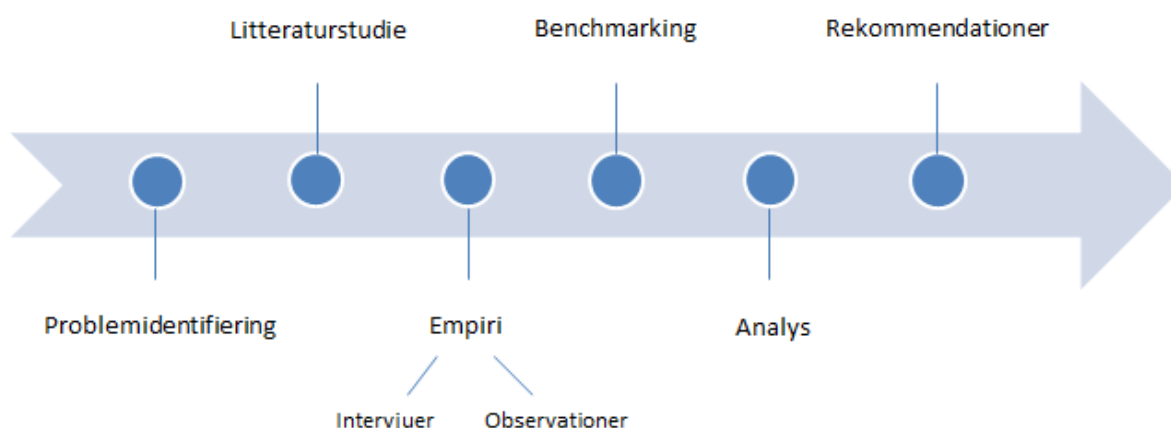 Litteraturstudie
Benchmarking
Rekommendationer
Problemidentifiering
Empiri
Analys
Interviuer
Observationer